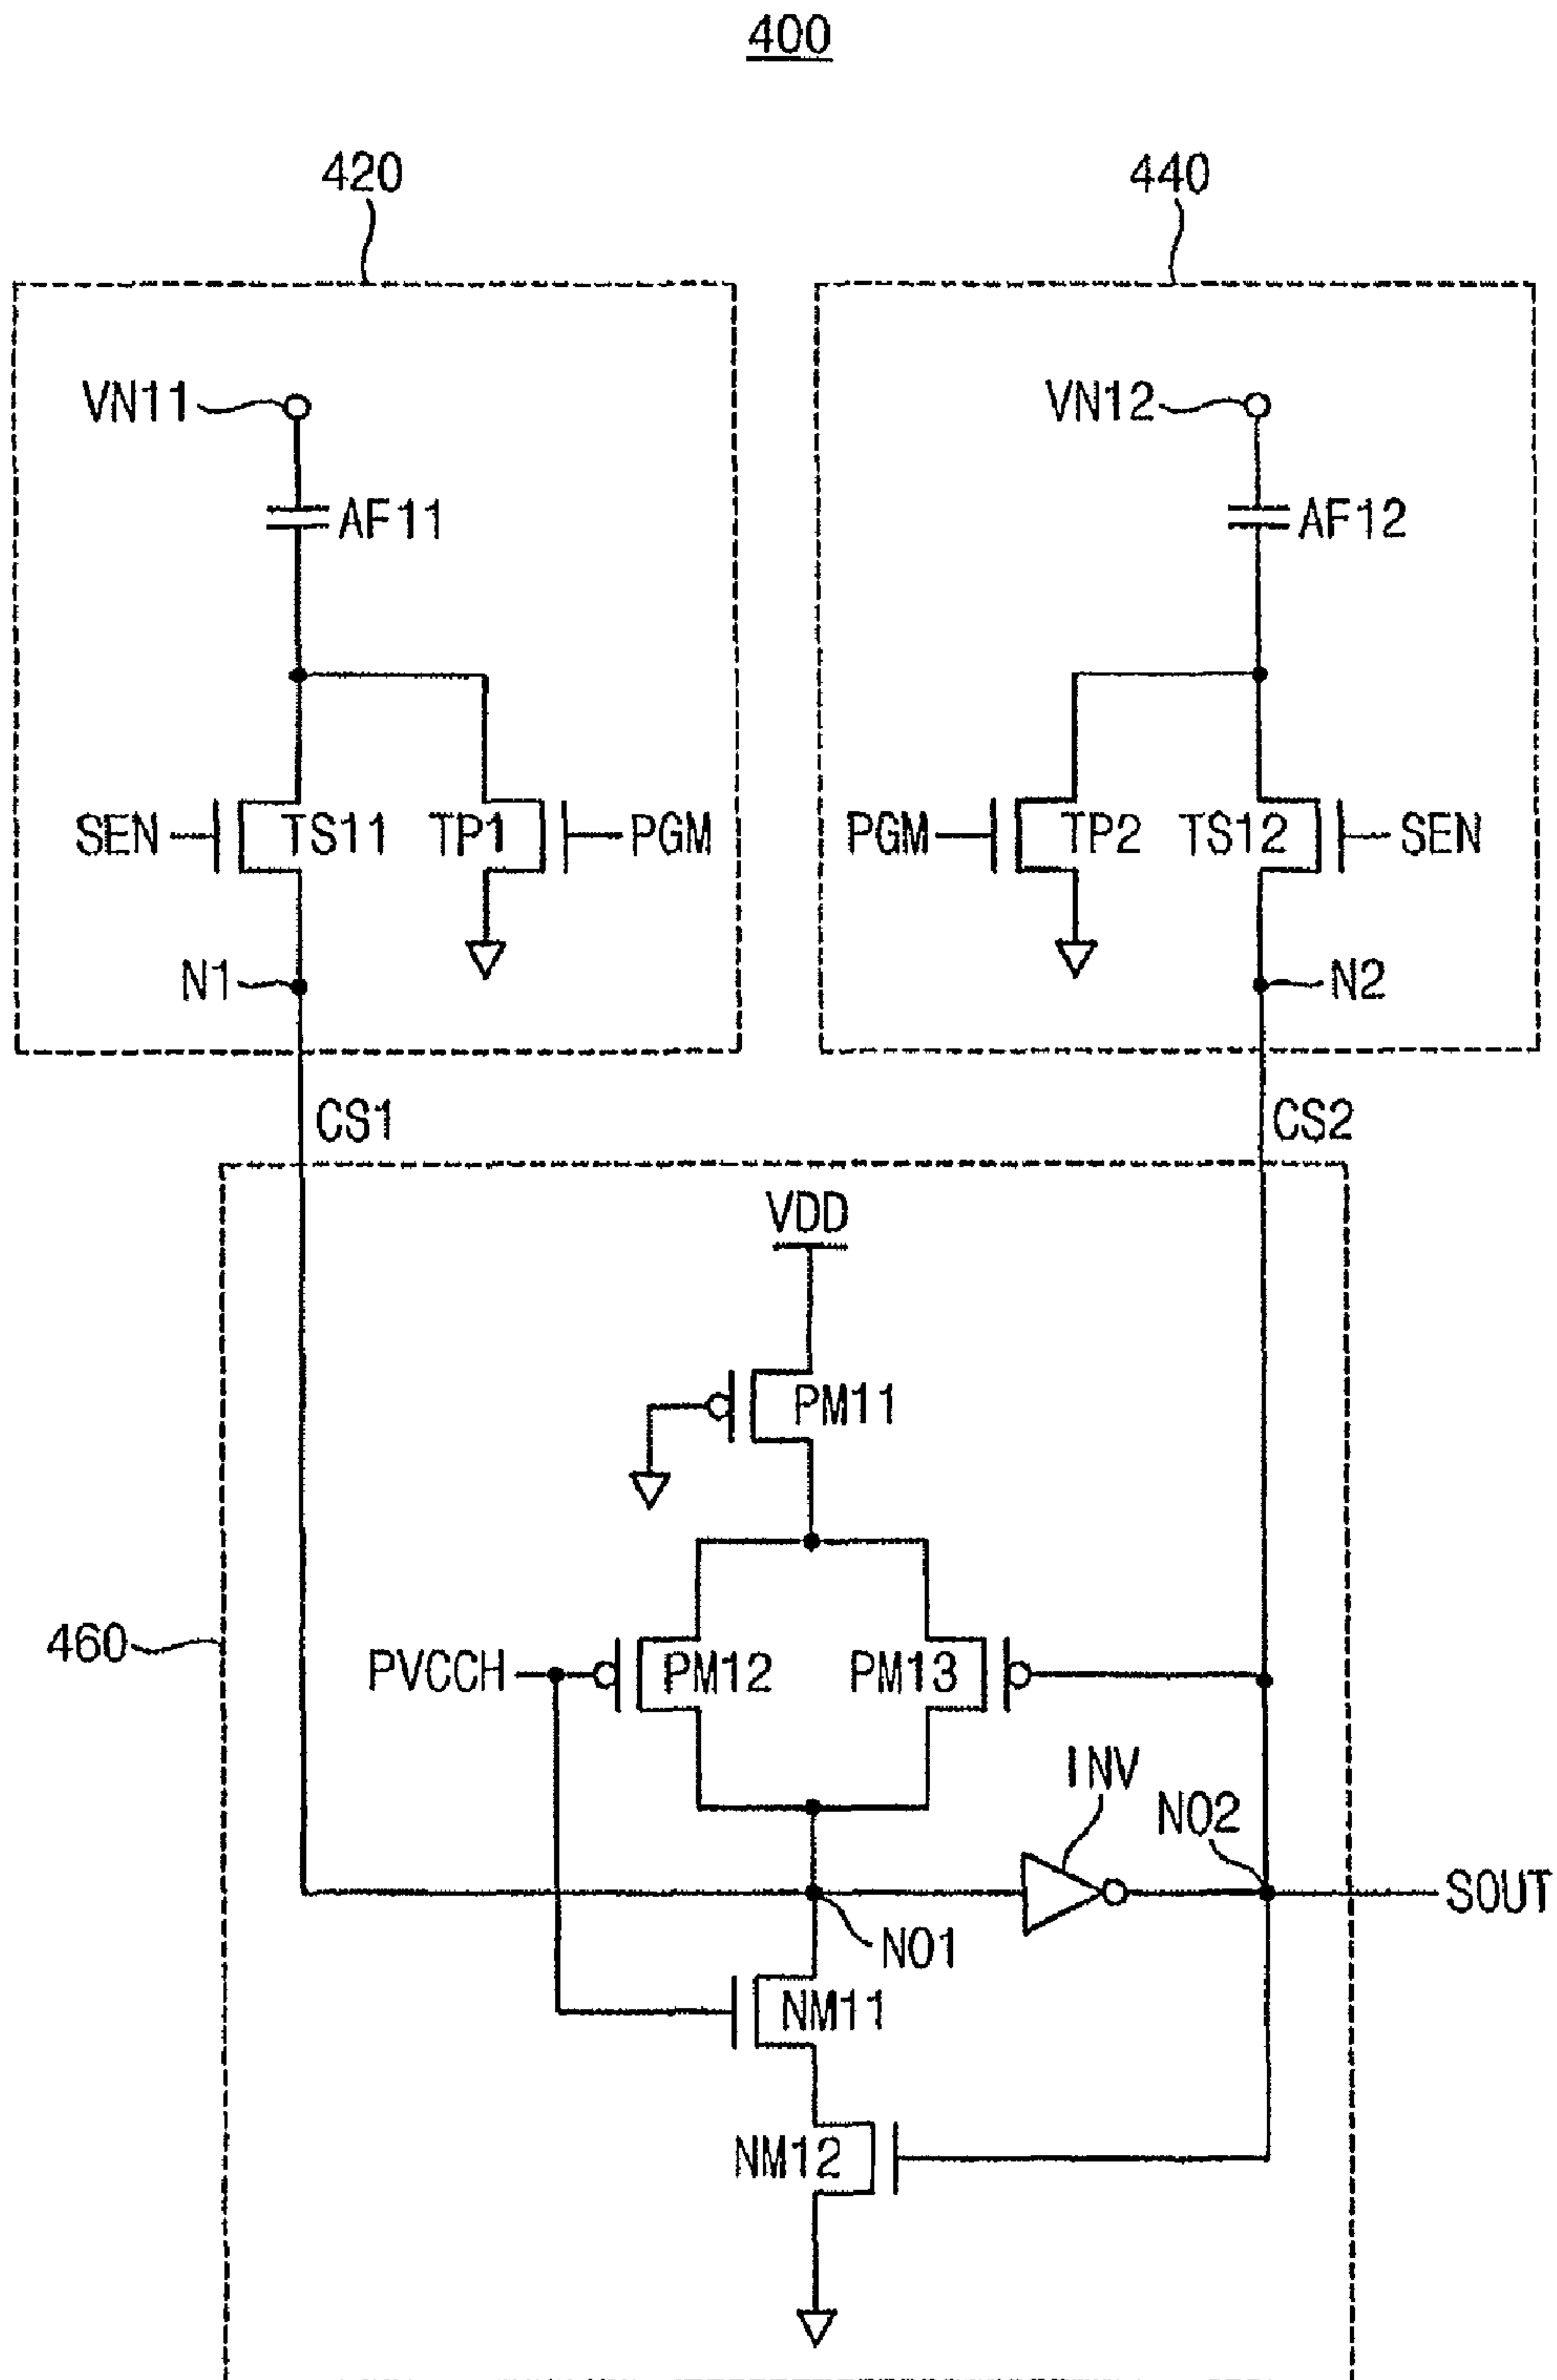 400
420
440
VN11
VN12
AF11
AF12
SEN
TS11
TP1
PGM
PGM
TP2
TS12
SEN
N1
N2
CS1
CS2
VDD
PM11
460
PVCCH
PM12
PM13
INV
NO2
SOUT
NO1
NM11
NM12